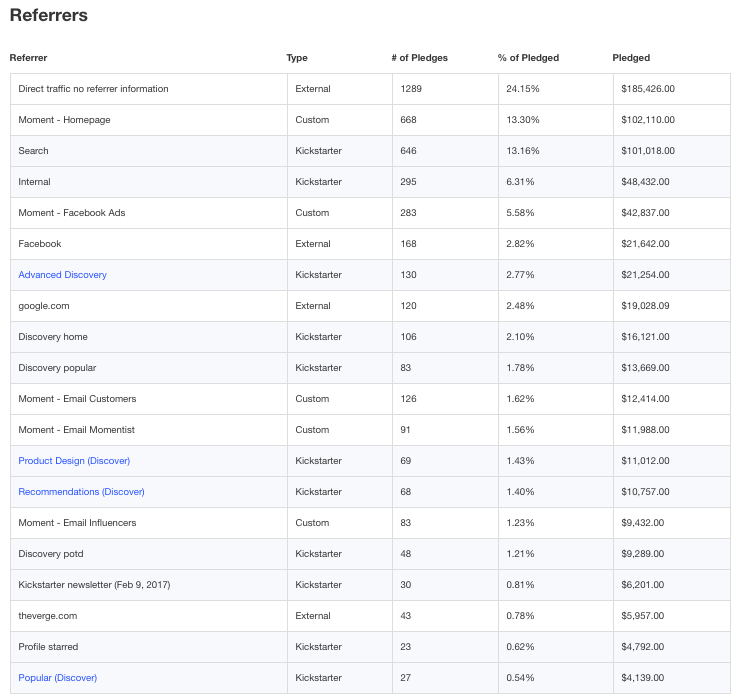 Referrers
Referrer Type # of Pledges % of Pledged Pledged
Direct traffic no referrer information External 1289 24.15% $185,426.00
Moment - Homepage Custom 668 13.30% $102,110.00
Search Kickstarter 646 13.16% $101,018.00
Internal Kickstarter 295 6.31% $48,432.00
Moment - Facebook Ads Custom 283 5.58% $42,837.00
Facebook External 168 2.82% $21,642.00
Advanced Discovery Kickstarter 130 2.77% $21,254.00
google.com External 120 2.48% $19,028.09
Discovery home Kickstarter 106 2.10% $16,121.00
Discovery popular Kickstarter 83 1.78% $13,669.00
Moment - Email Customers Custom 126 1.62% $12,414.00
Moment - Email Momentist Custom 91 1.56% $11,988.00
Product Design (Discover) Kickstarter 69 1.43% $11,012.00
Recommendations (Discover) Kickstarter 68 1.40% $10,757.00
Moment - Email Influencers Custom 83 1.23% $9,432.00
Discovery potd Kickstarter 48 1.21% $9,289.00
Kickstarter newsletter (Feb 9, 2017) Kickstarter 30 0.81% $6,201.00
theverge.com External 43 0.78% $5,957.00
Profile starred Kickstarter 23 0.62% $4,792.00
Popular (Discover) Kickstarter 27 0.54% $4,139.00